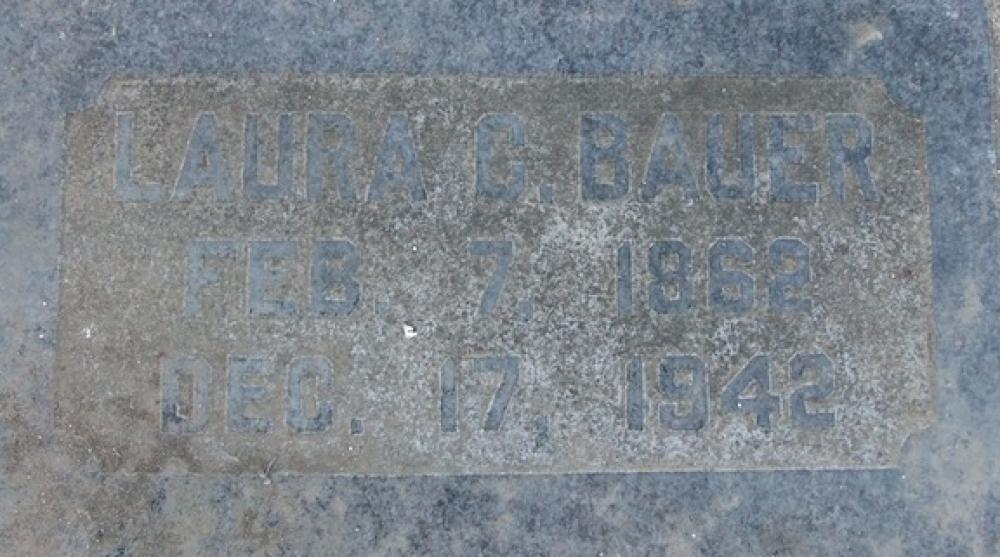 LAURA C. BAUER
FEB. 7, 1862
DEC. 17, 1942